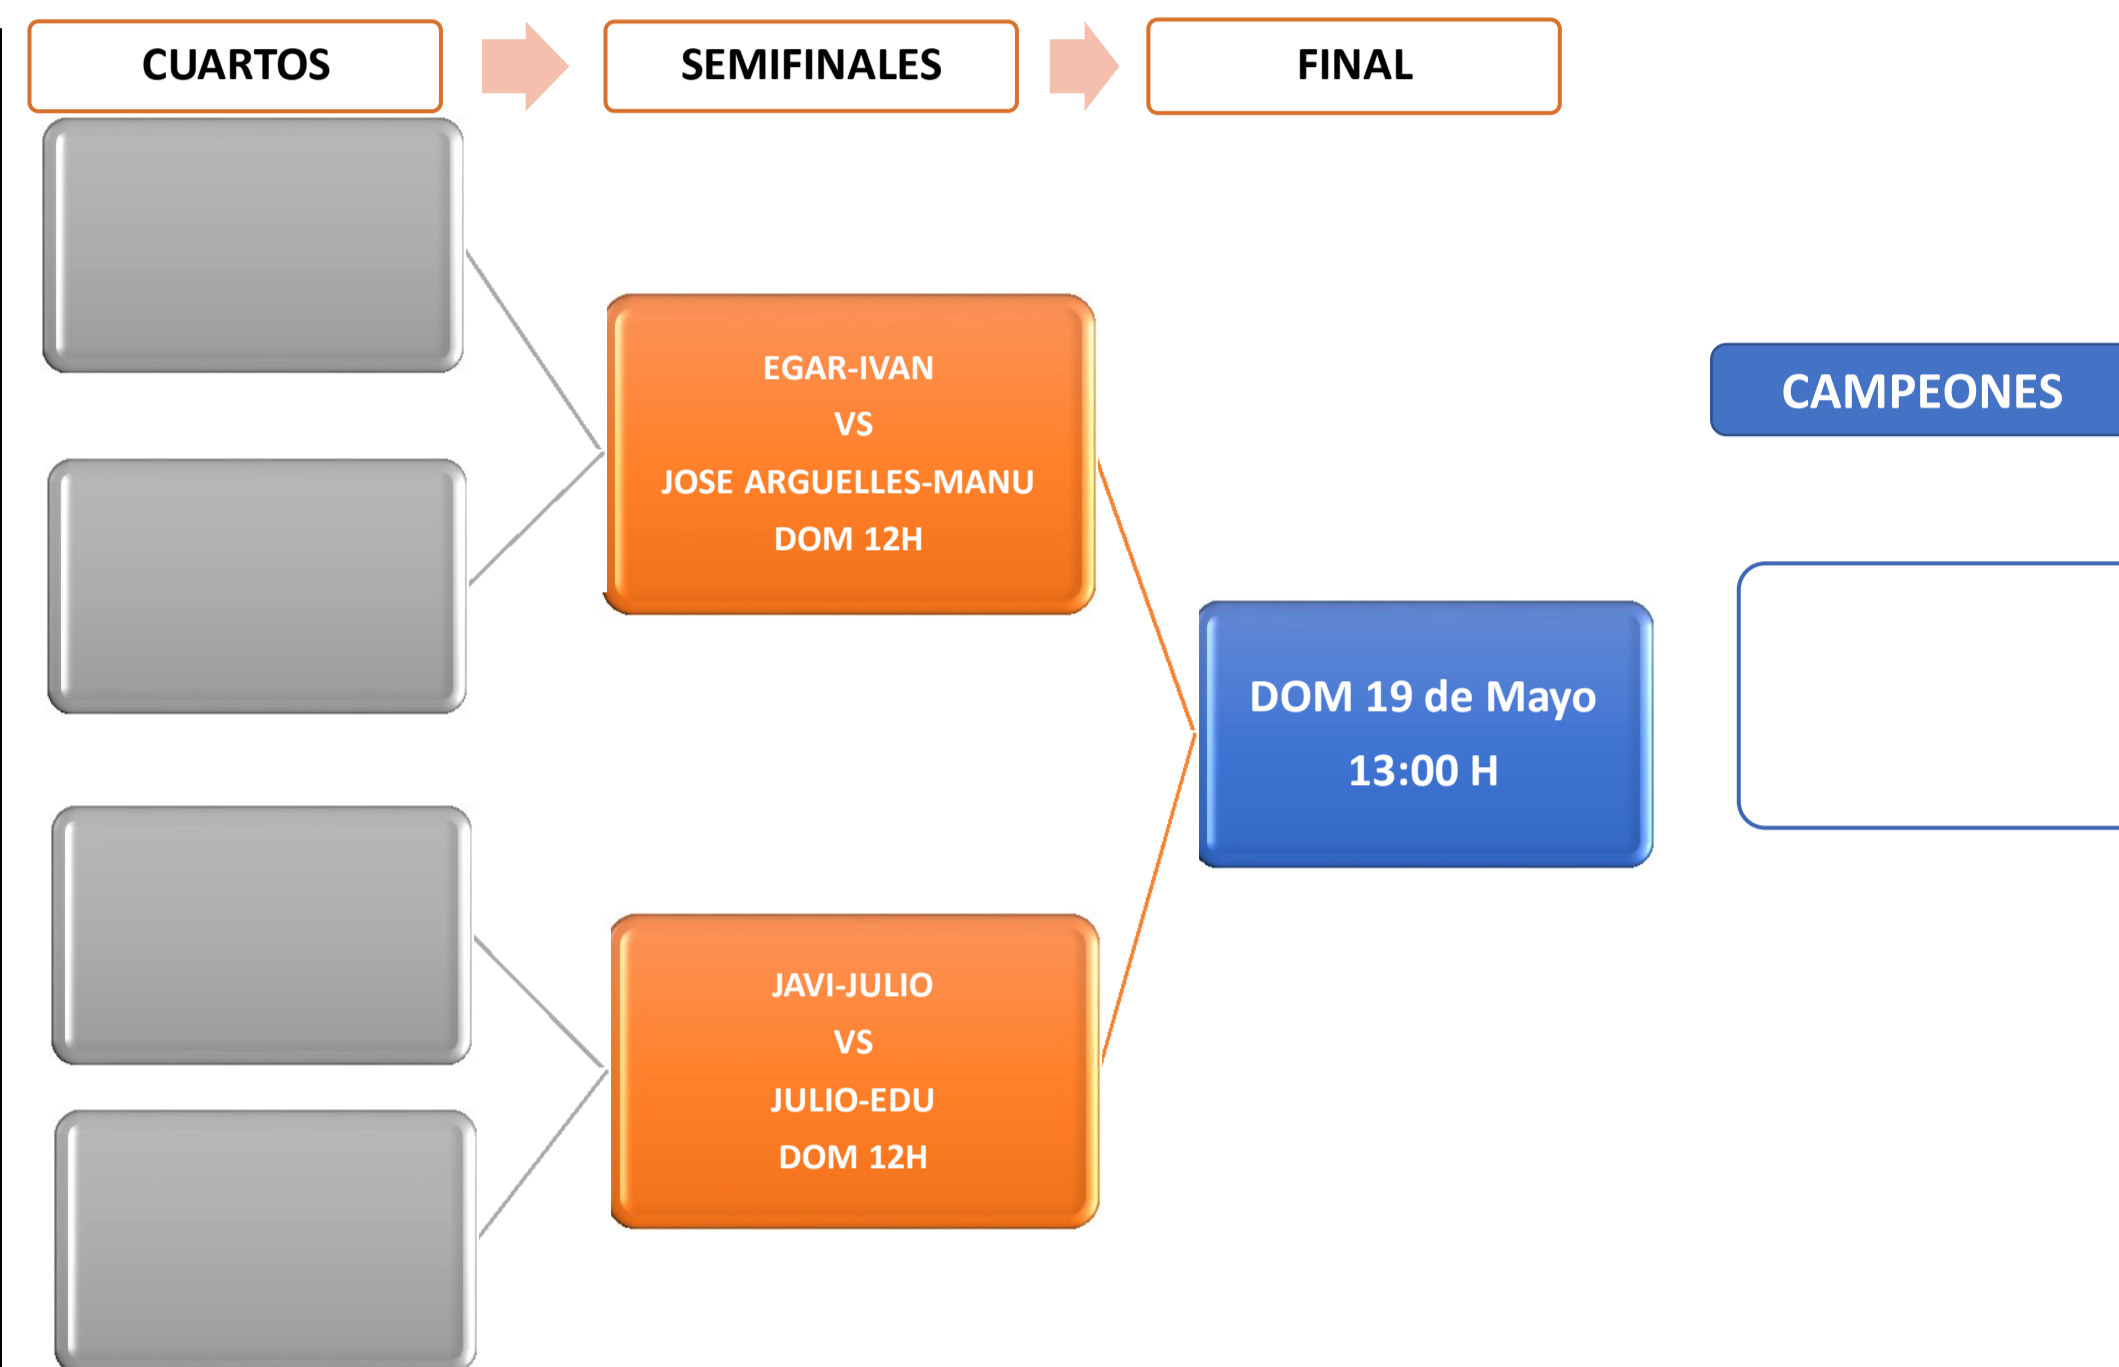 CUARTOS
SEMIFINALES
FINAL
EGAR-IVAN
VS
JOSE ARGUELLES-MANU
DOM 12H
JAVI-JULIO
VS
JULIO-EDU
DOM 12H
DOM 19 de Mayo
13:00 H
CAMPEONES